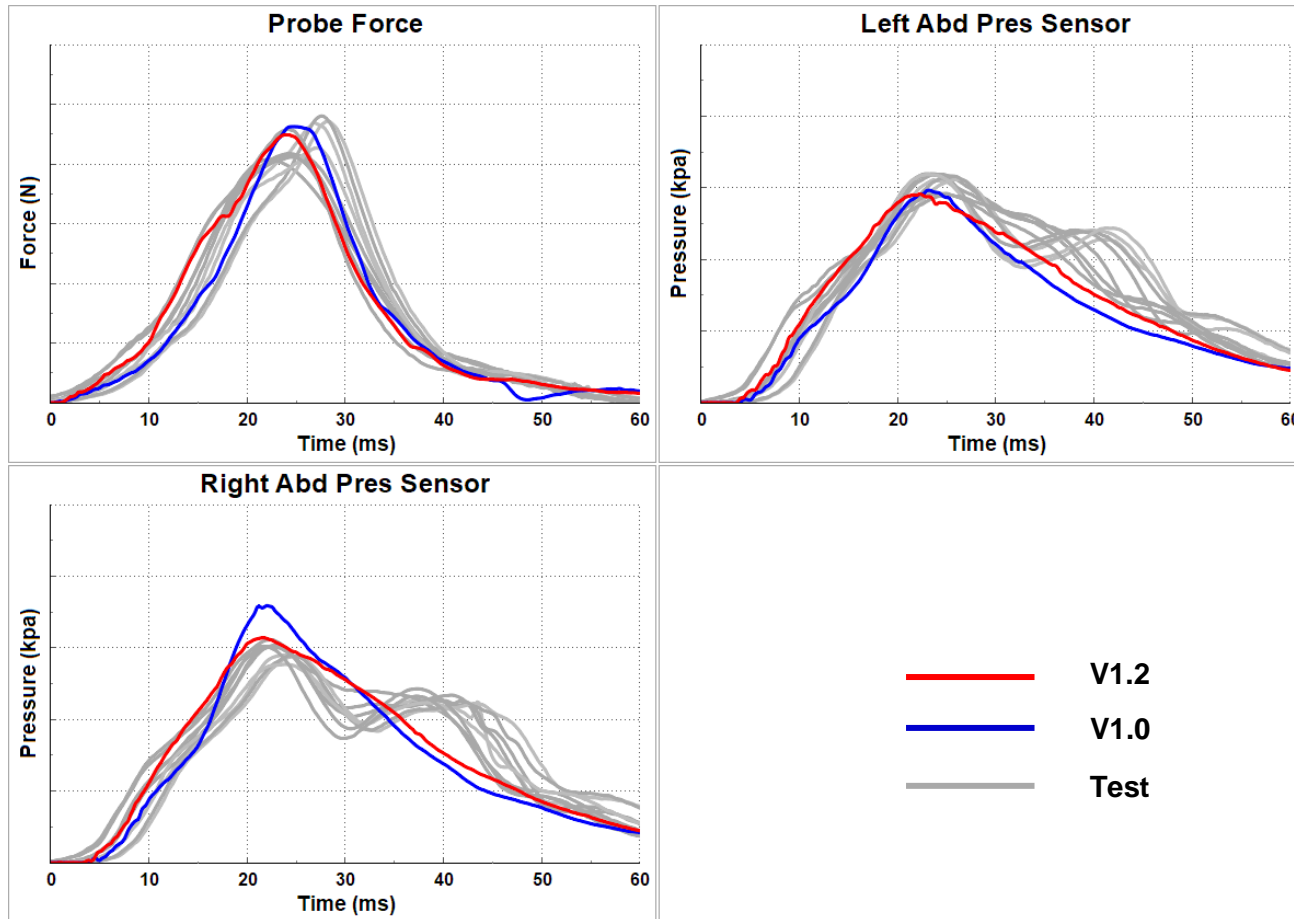 Probe Force
Force (N)
0 10 20 30 40 50 60
Time (ms)
Left Abd Pres Sensor
Pressure (kpa)
0 10 20 30 40 50 60
Time (ms)
Right Abd Pres Sensor
Pressure (kpa)
0 10 20 30 40 50 60
Time (ms)
V1.2
V1.0
Test